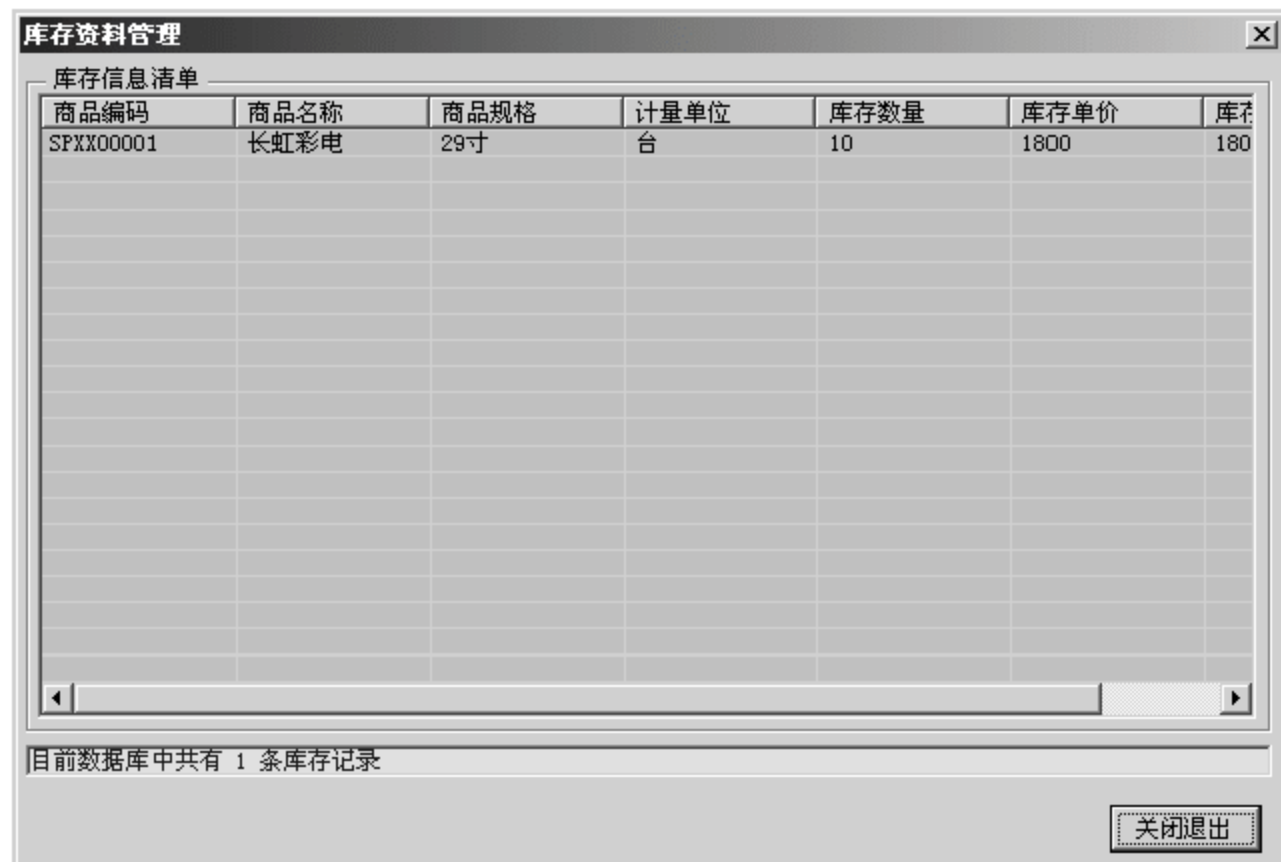 库存资料管理
库存信息清单
商品编码 商品名称 商品规格 计量单位 库存数量 库存单价 库存
SPXX00001 长虹彩电 29寸 台 10 1800 180
目前数据库中共有 1 条库存记录
关闭退出